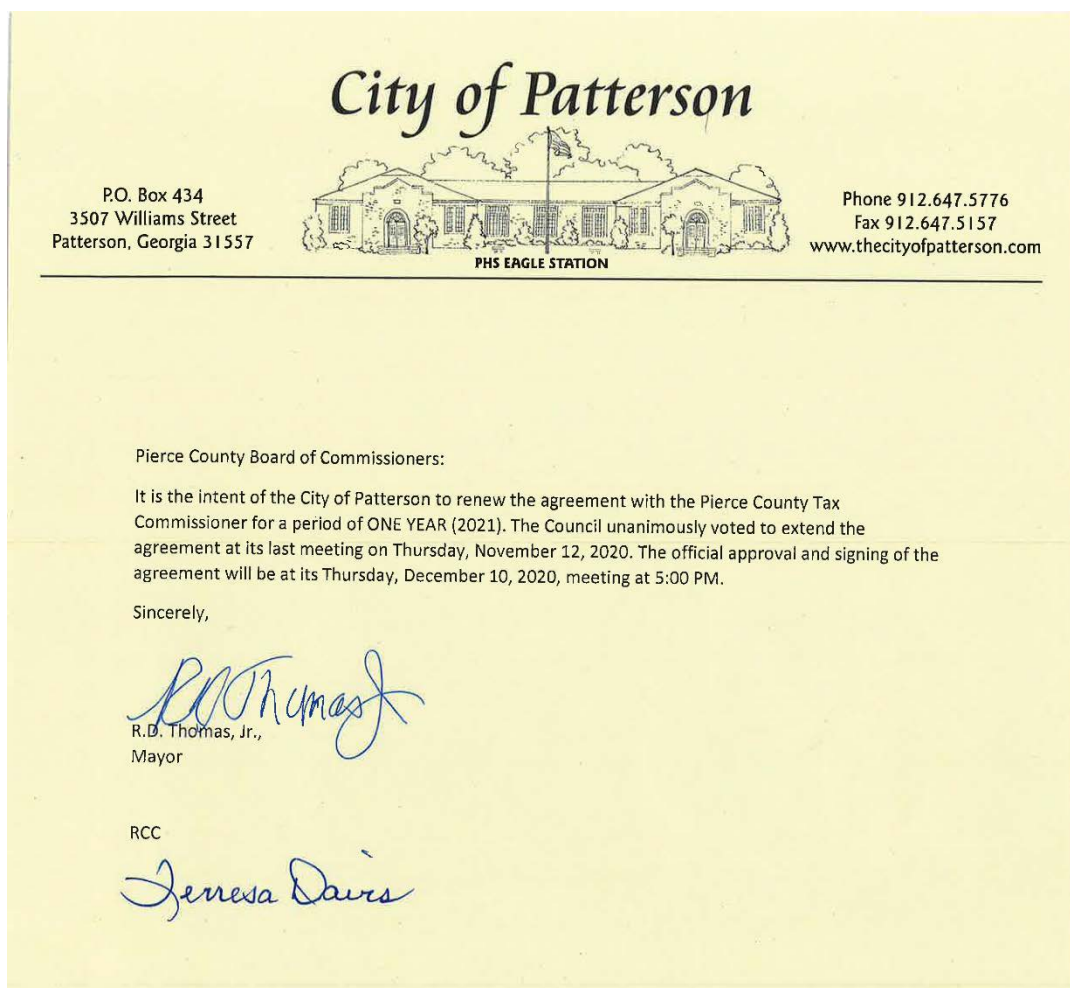 City of Patterson
P.O. Box 434
3507 Williams Street
Patterson, Georgia 31557
PHS EAGLE STATION
Phone 912.647.5776
Fax 912.647.5157
www.thecityofpatterson.com
Pierce County Board of Commissioners:
It is the intent of the City of Patterson to renew the agreement with the Pierce County Tax
Commissioner for a period of ONE YEAR (2021). The Council unanimously voted to extend the
agreement at its last meeting on Thursday, November 12, 2020. The official approval and signing of the
agreement will be at its Thursday, December 10, 2020, meeting at 5:00 PM.
Sincerely,
RD Thomas Jr
R.D. Thomas, Jr.,
Mayor
RCC
Terresa Davis